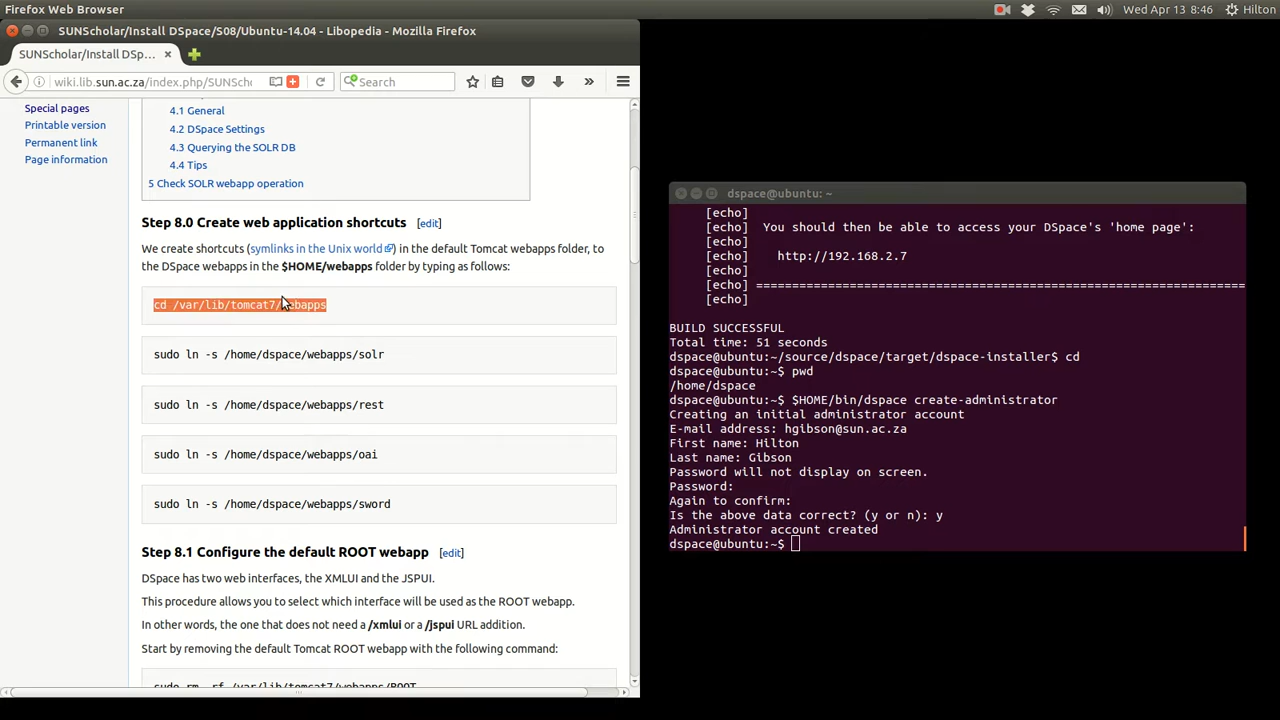 Firefox Web Browser
Wed Apr 13 8:46
Hilton
SUNScholar/Install DSpace/S08/Ubuntu-14.04 - Libopedia - Mozilla Firefox
SUNScholar/Install DSp...
wiki.lib.sun.ac.za/index.php/SUNSch
Search
Special pages
Printable version
Permanent link
Page information
4.1 General
4.2 DSpace Settings
4.3 Querying the SOLR DB
4.4 Tips
5 Check SOLR webapp operation
Step 8.0 Create web application shortcuts [edit]
We create shortcuts (symlinks in the Unix world) in the default Tomcat webapps folder, to
the DSpace webapps in the $HOME/webapps folder by typing as follows:
cd /var/lib/tomcat7/webapps
sudo ln -s /home/dspace/webapps/solr
sudo ln -s /home/dspace/webapps/rest
sudo ln -s /home/dspace/webapps/oai
sudo ln -s /home/dspace/webapps/sword
Step 8.1 Configure the default ROOT webapp [edit]
DSpace has two web interfaces, the XMLUI and the JSPUI.
This procedure allows you to select which interface will be used as the ROOT webapp.
In other words, the one that does not need a /xmlui or a /jspui URL addition.
Start by removing the default Tomcat ROOT webapp with the following command:
sudo rm -rf /var/lib/tomcat7/webapps/ROOT
dspace@ubuntu: ~
[echo]
[echo] You should then be able to access your DSpace's 'home page':
[echo]
[echo] http://192.168.2.7
[echo]
[echo] =========================================================================
[echo]
BUILD SUCCESSFUL
Total time: 51 seconds
dspace@ubuntu:~/source/dspace/target/dspace-installer$ cd
dspace@ubuntu:~$ pwd
/home/dspace
dspace@ubuntu:~$ $HOME/bin/dspace create-administrator
Creating an initial administrator account
E-mail address: hgibson@sun.ac.za
First name: Hilton
Last name: Gibson
Password will not display on screen.
Password:
Again to confirm:
Is the above data correct? (y or n): y
Administrator account created
dspace@ubuntu:~$